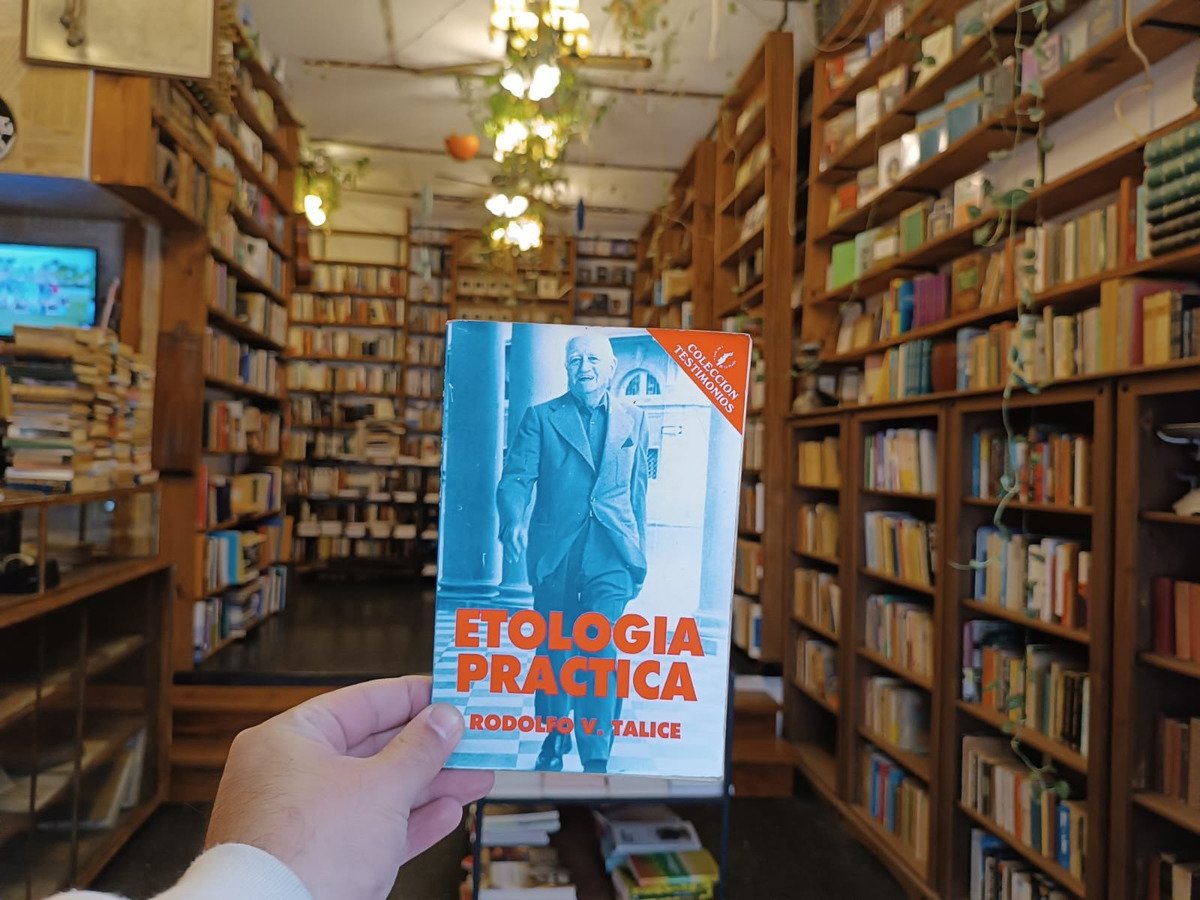 COLECCION
TESTIMONIOS
ETOLOGIA
PRACTICA
RODOLFO V. TALICE